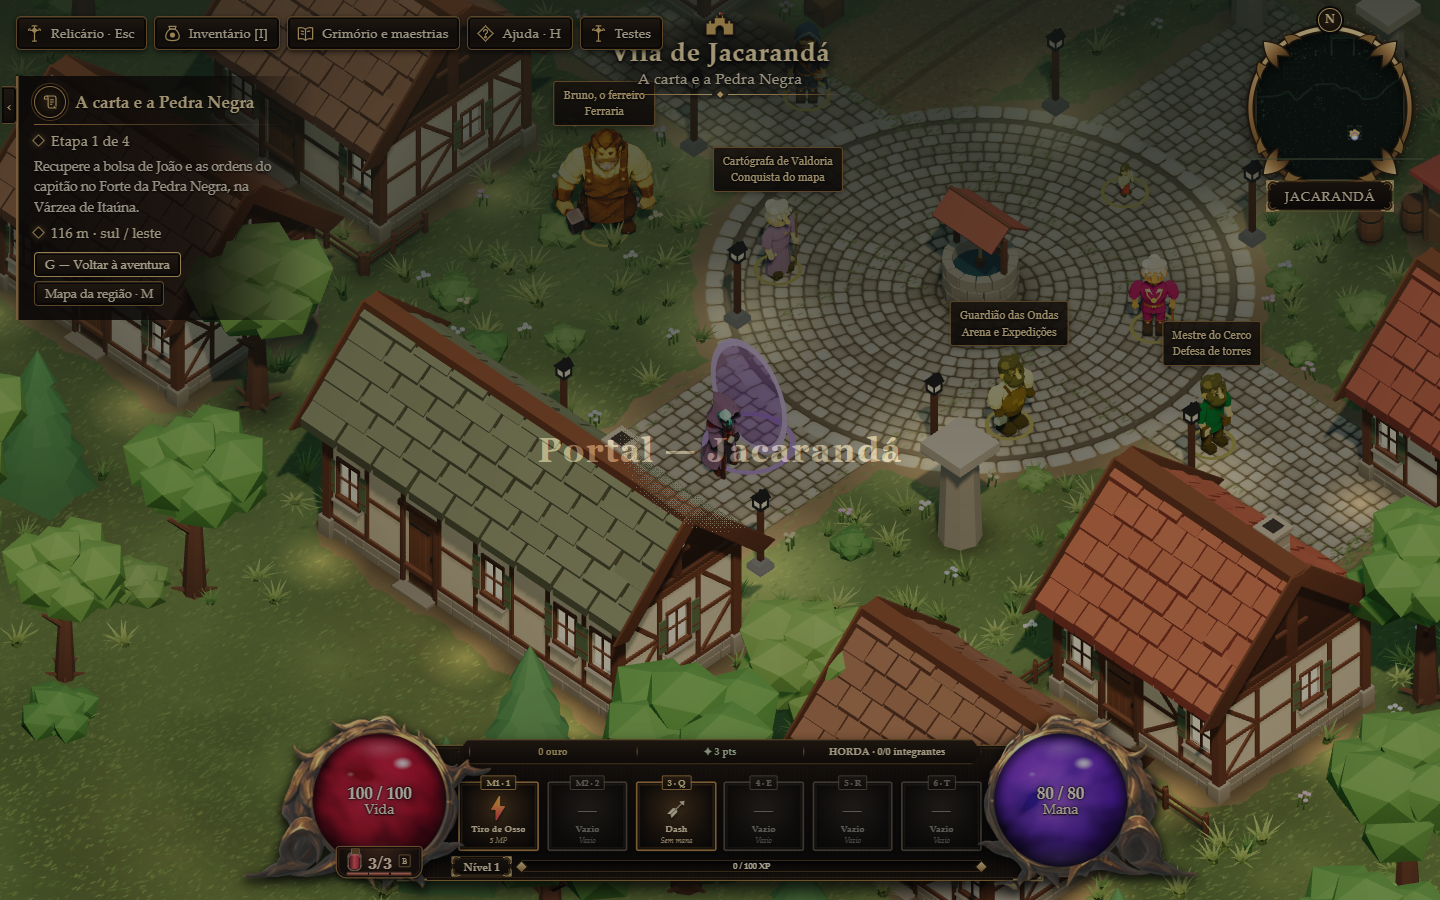 Relicário · Esc
Inventário [I]
Grimório e maestrias
Ajuda · H
Testes
Vila de Jacarandá
A carta e a Pedra Negra
N
JACARANDÁ
A carta e a Pedra Negra
Etapa 1 de 4
Recupere a bolsa de João e as ordens do
capitão no Forte da Pedra Negra, na
Várzea de Itaúna.
116 m · sul / leste
G — Voltar à aventura
Mapa da região · M
Bruno, o ferreiro
Ferraria
Cartógrafa de Valdoria
Conquista do mapa
Guardião das Ondas
Arena e Expedições
Mestre do Cerco
Defesa de torres
Portal — Jacarandá
0 ouro
3 pts
HORDA · 0/0 integrantes
100 / 100
Vida
3/3 B
M1 · 1
Tiro de Osso
5 MP
M2 · 2
Vazio
Vazio
3 · Q
Dash
Sem mana
4 · E
Vazio
Vazio
5 · R
Vazio
Vazio
6 · T
Vazio
Vazio
80 / 80
Mana
Nível 1
0 / 100 XP